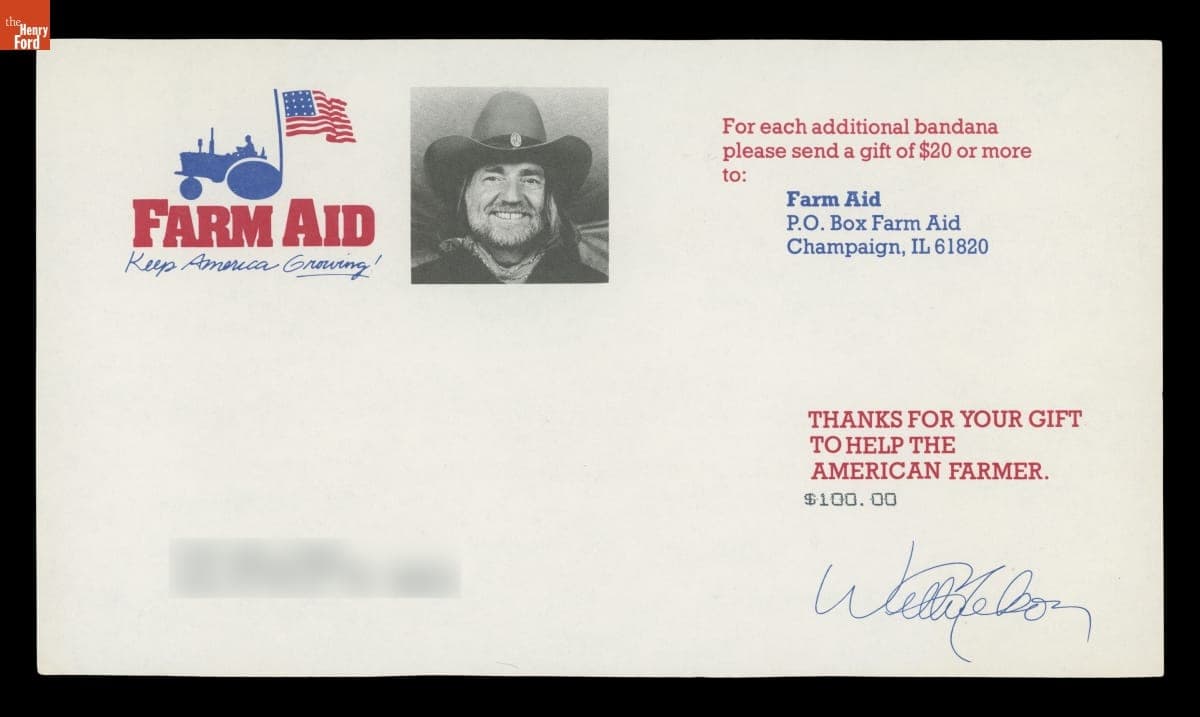 the
Henry
Ford
FARM AID
Keep America Growing!
For each additional bandana
please send a gift of $20 or more
to:
Farm Aid
P.O. Box Farm Aid
Champaign, IL 61820
THANKS FOR YOUR GIFT
TO HELP THE
AMERICAN FARMER.
$100.00
Willie Nelson